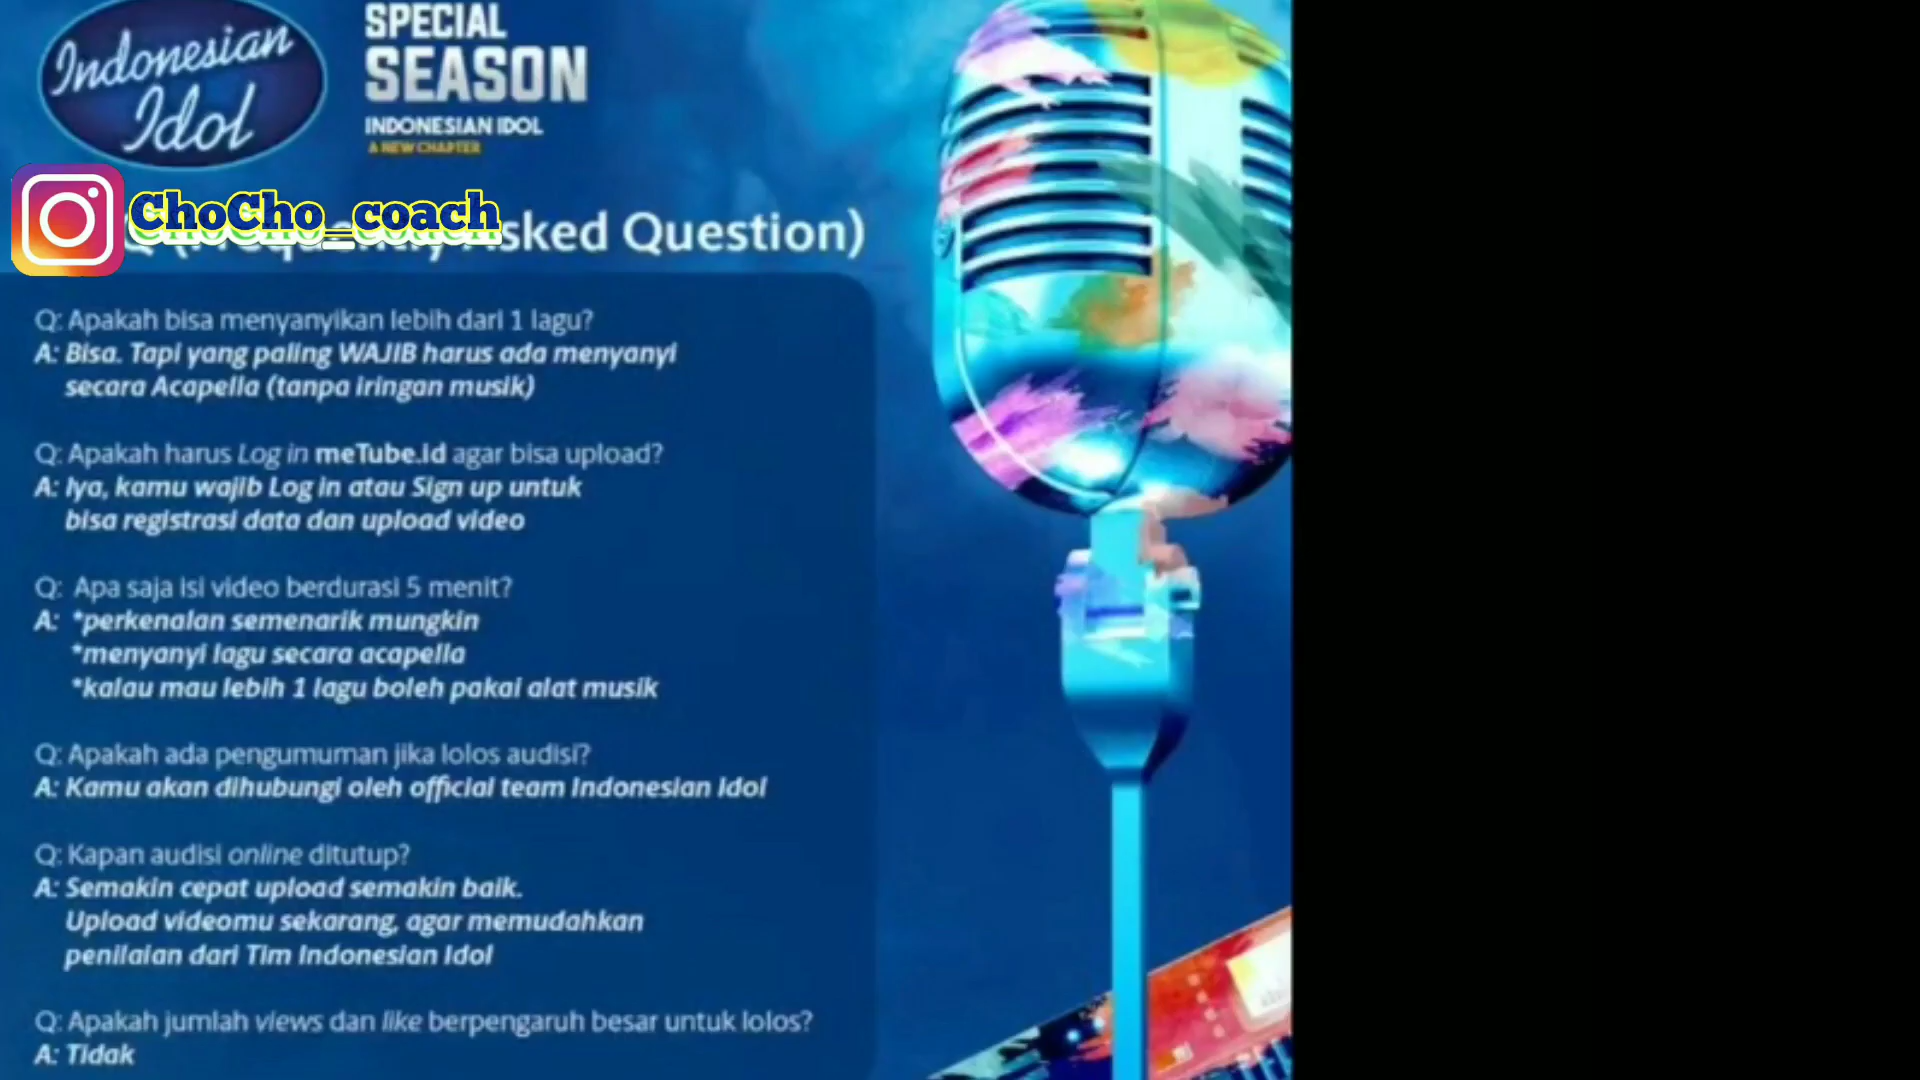 Indonesian
Idol
SPECIAL
SEASON
INDONESIAN IDOL
A NEW CHAPTER
ChoCho_coach
Asked Question)
Q: Apakah bisa menyanyikan lebih dari 1 lagu?
A: Bisa. Tapi yang paling WAJIB harus ada menyanyi
secara Acapella (tanpa iringan musik)
Q: Apakah harus Log in meTube.id agar bisa upload?
A: Iya, kamu wajib Log in atau Sign up untuk
bisa registrasi data dan upload video
Q: Apa saja isi video berdurasi 5 menit?
A: *perkenalan semenarik mungkin
*menyanyi lagu secara acapella
*kalau mau lebih 1 lagu boleh pakai alat musik
Q: Apakah ada pengumuman jika lolos audisi?
A: Kamu akan dihubungi oleh official team Indonesian Idol
Q: Kapan audisi online ditutup?
A: Semakin cepat upload semakin baik.
Upload videomu sekarang, agar memudahkan
penilaian dari Tim Indonesian Idol
Q: Apakah jumlah views dan like berpengaruh besar untuk lolos?
A: Tidak